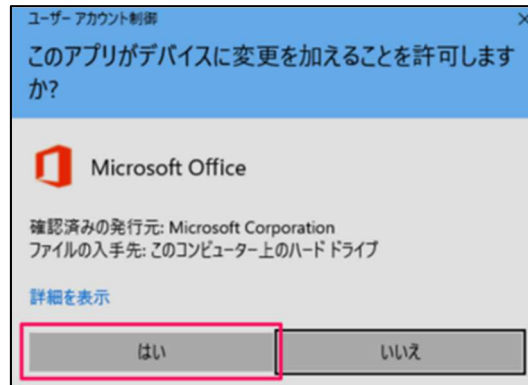 ユーザー アカウント制御
このアプリがデバイスに変更を加えることを許可します
か?
Microsoft Office
確認済みの発行元: Microsoft Corporation
ファイルの入手先: このコンピューター上のハード ドライブ
詳細を表示
はい
いいえ